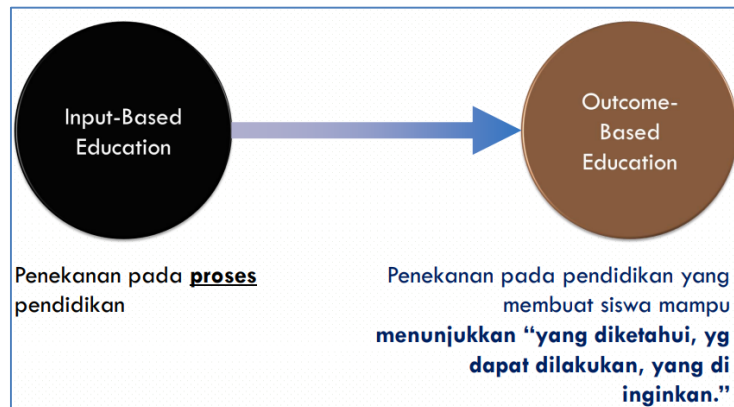 Input-Based
Education
Outcome-
Based
Education
Penekanan pada proses
pendidikan
Penekanan pada pendidikan yang
membuat siswa mampu
menunjukkan “yang diketahui, yg
dapat dilakukan, yang di
inginkan.”